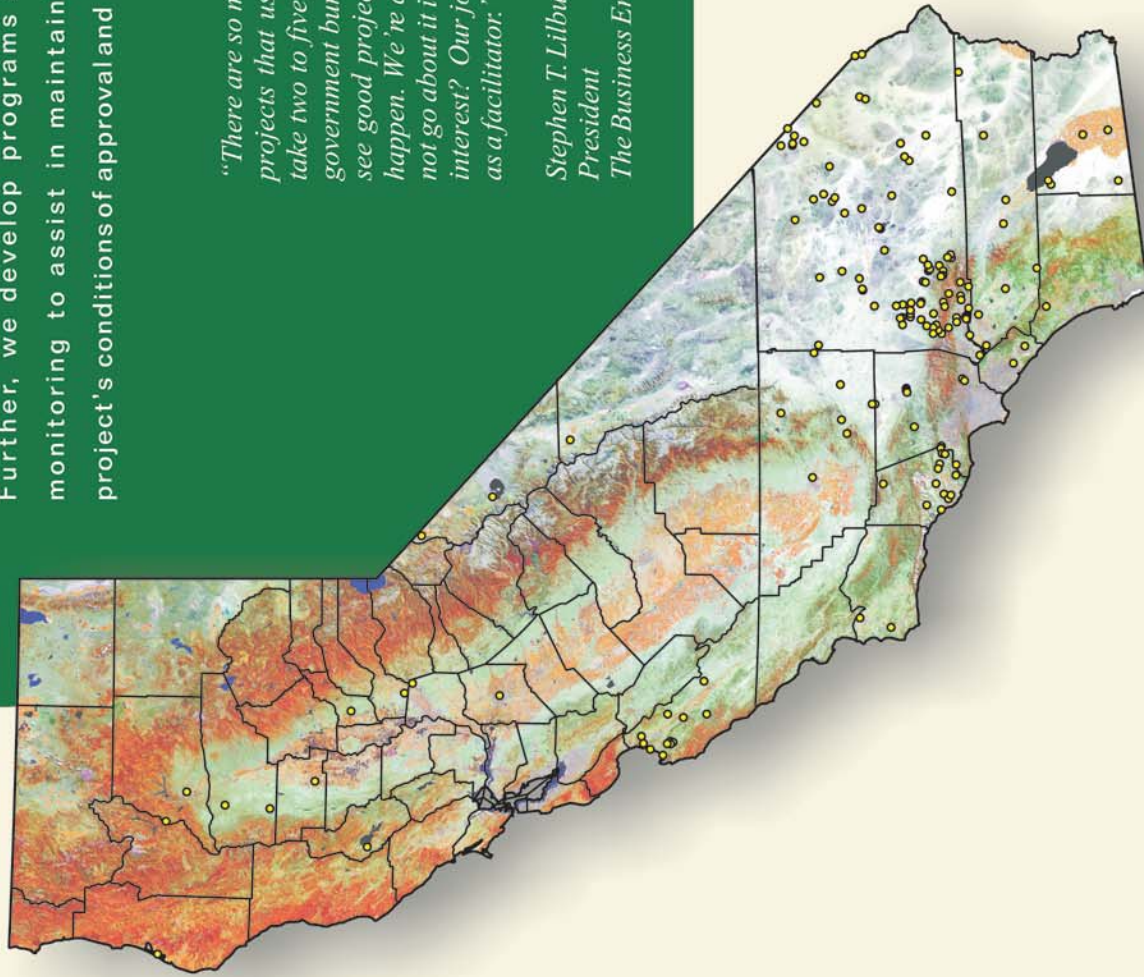 Further, we develop programs
monitoring to assist in maintain
project's conditions of approval and
"There are so m
projects that us
take two to five
government bur
see good project
happen. We're a
not go about it i
interest? Our jo
as a facilitator."
Stephen T. Lilbu
President
The Business En